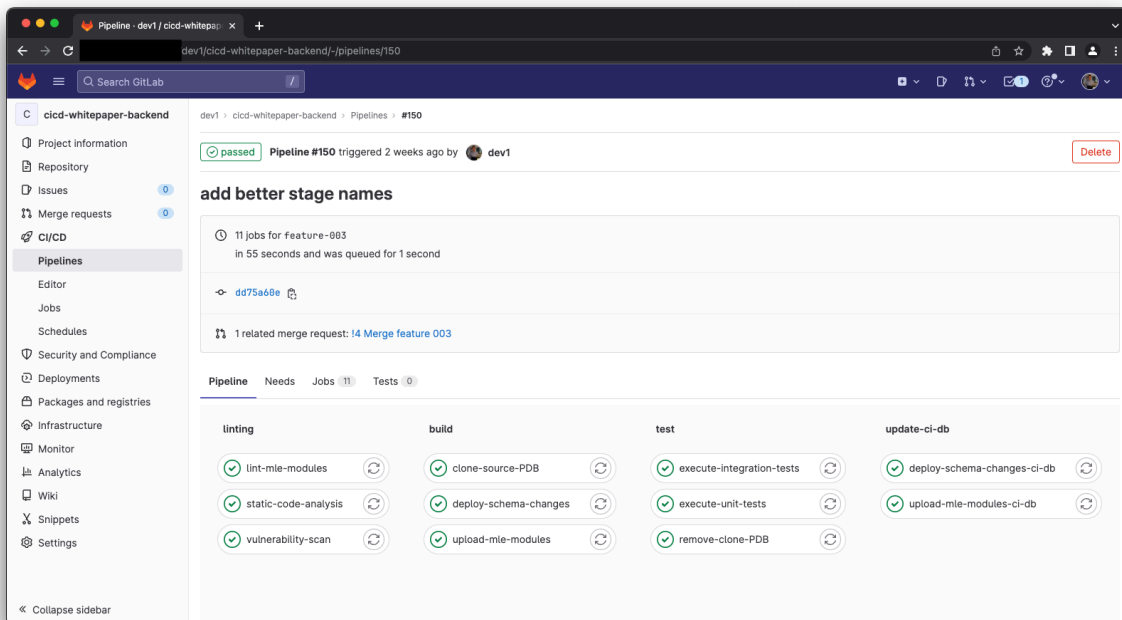 Pipeline · dev1 / cicd-whitepap
dev1/cicd-whitepaper-backend/-/pipelines/150
Search GitLab /
1
C cicd-whitepaper-backend
Project information
Repository
Issues 0
Merge requests 0
CI/CD
Pipelines
Editor
Jobs
Schedules
Security and Compliance
Deployments
Packages and registries
Infrastructure
Monitor
Analytics
Wiki
Snippets
Settings
Collapse sidebar
dev1 > cicd-whitepaper-backend > Pipelines > #150
passed Pipeline #150 triggered 2 weeks ago by dev1
Delete
add better stage names
11 jobs for feature-003
in 55 seconds and was queued for 1 second
dd75a60e
1 related merge request: !4 Merge feature 003
Pipeline Needs Jobs 11 Tests 0
linting
lint-mle-modules
static-code-analysis
vulnerability-scan
build
clone-source-PDB
deploy-schema-changes
upload-mle-modules
test
execute-integration-tests
execute-unit-tests
remove-clone-PDB
update-ci-db
deploy-schema-changes-ci-db
upload-mle-modules-ci-db